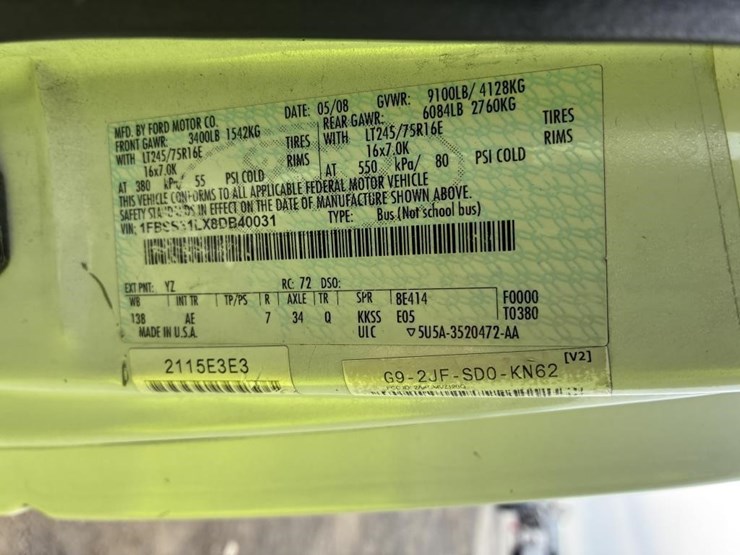 MFD. BY FORD MOTOR CO.
DATE: 05/08 GVWR: 9100LB/ 4128KG
FRONT GAWR: 3400LB 1542KG
REAR GAWR: 6084LB 2760KG
WITH LT245/75R16E TIRES
WITH LT245/75R16E TIRES
16x7.0K RIMS
16x7.0K RIMS
AT 380 kPa/ 55 PSI COLD
AT 550 kPa/ 80 PSI COLD
THIS VEHICLE CONFORMS TO ALL APPLICABLE FEDERAL MOTOR VEHICLE
SAFETY STANDARDS IN EFFECT ON THE DATE OF MANUFACTURE SHOWN ABOVE.
VIN: 1FBSS31LX8DB40031 TYPE: Bus (Not school bus)
EXT PNT: YZ RC: 72 DSO:
WB INT TR TP/PS R AXLE TR SPR 8E414 F0000
138 AE 7 34 Q KKSS E05 T0380
MADE IN U.S.A. UIC ▽5U5A-3520472-AA
2115E3E3
[V2]
G9-2JF-SD0-KN62